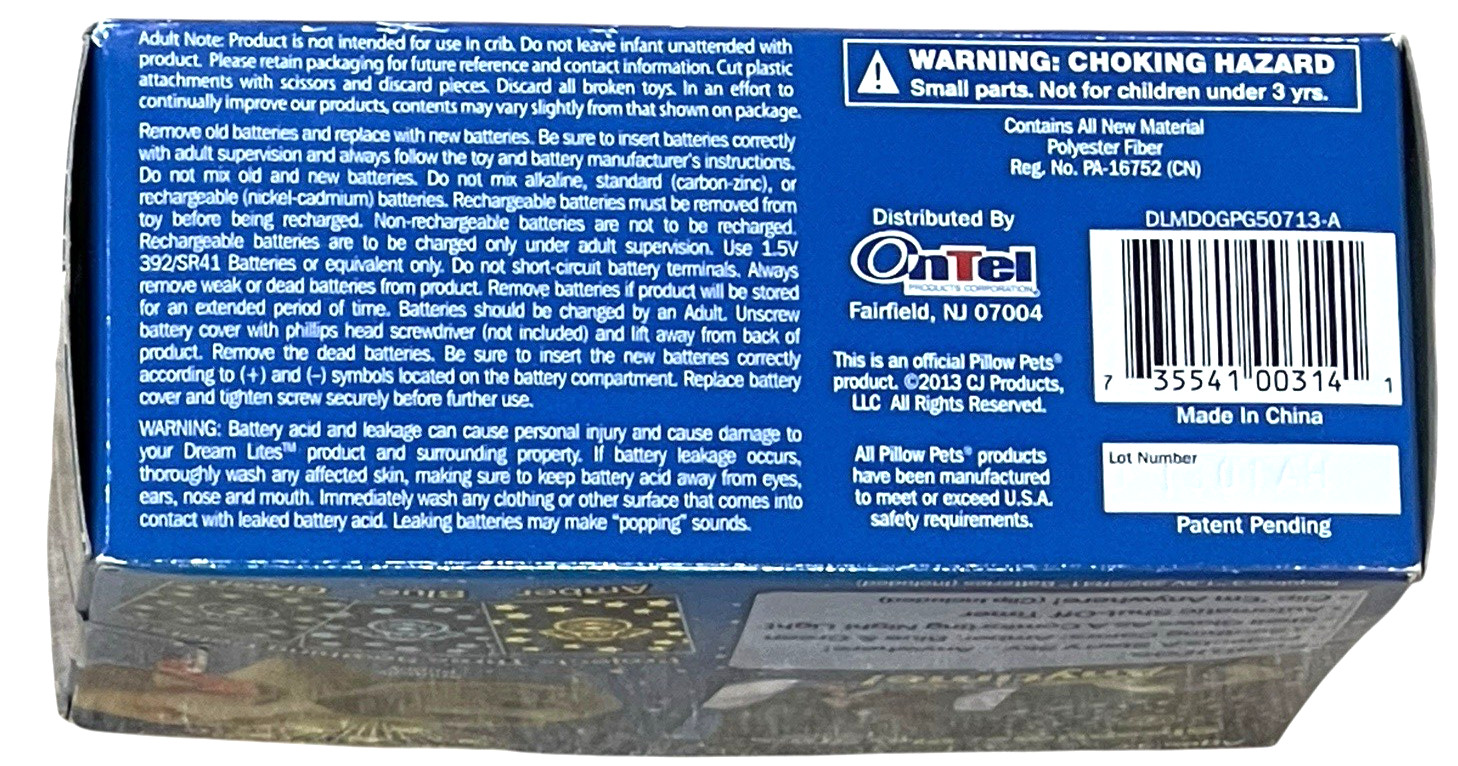 Adult Note: Product is not intended for use in crib. Do not leave infant unattended with
product. Please retain packaging for future reference and contact information. Cut plastic
attachments with scissors and discard pieces. Discard all broken toys. In an effort to
continually improve our products, contents may vary slightly from that shown on package.
Remove old batteries and replace with new batteries. Be sure to insert batteries correctly
with adult supervision and always follow the toy and battery manufacturer's instructions.
Do not mix old and new batteries. Do not mix alkaline, standard (carbon-zinc), or
rechargeable (nickel-cadmium) batteries. Rechargeable batteries must be removed from
toy before being recharged. Non-rechargeable batteries are not to be recharged.
Rechargeable batteries are to be charged only under adult supervision. Use 1.5V
392/SR41 Batteries or equivalent only. Do not short-circuit battery terminals. Always
remove weak or dead batteries from product. Remove batteries if product will be stored
for an extended period of time. Batteries should be changed by an Adult. Unscrew
battery cover with phillips head screwdriver (not included) and lift away from back of
product. Remove the dead batteries. Be sure to insert the new batteries correctly
according to (+) and (–) symbols located on the battery compartment. Replace battery
cover and tighten screw securely before further use.
WARNING: Battery acid and leakage can cause personal injury and cause damage to
your Dream Lites™ product and surrounding property. If battery leakage occurs,
thoroughly wash any affected skin, making sure to keep battery acid away from eyes,
ears, nose and mouth. Immediately wash any clothing or other surface that comes into
contact with leaked battery acid. Leaking batteries may make "popping" sounds.
WARNING: CHOKING HAZARD
Small parts. Not for children under 3 yrs.
Contains All New Material
Polyester Fiber
Reg. No. PA-16752 (CN)
Distributed By
OnTel
PRODUCTS CORPORATION®
Fairfield, NJ 07004
This is an official Pillow Pets®
product. ©2013 CJ Products,
LLC All Rights Reserved.
All Pillow Pets® products
have been manufactured
to meet or exceed U.S.A.
safety requirements.
DLMDOGPG50713-A
7 35541 00314 1
Made In China
Lot Number
Patent Pending
Amber
Blue
Clip 'Em Anywhere! (Clip Included)
Automatic Shut-Off Timer